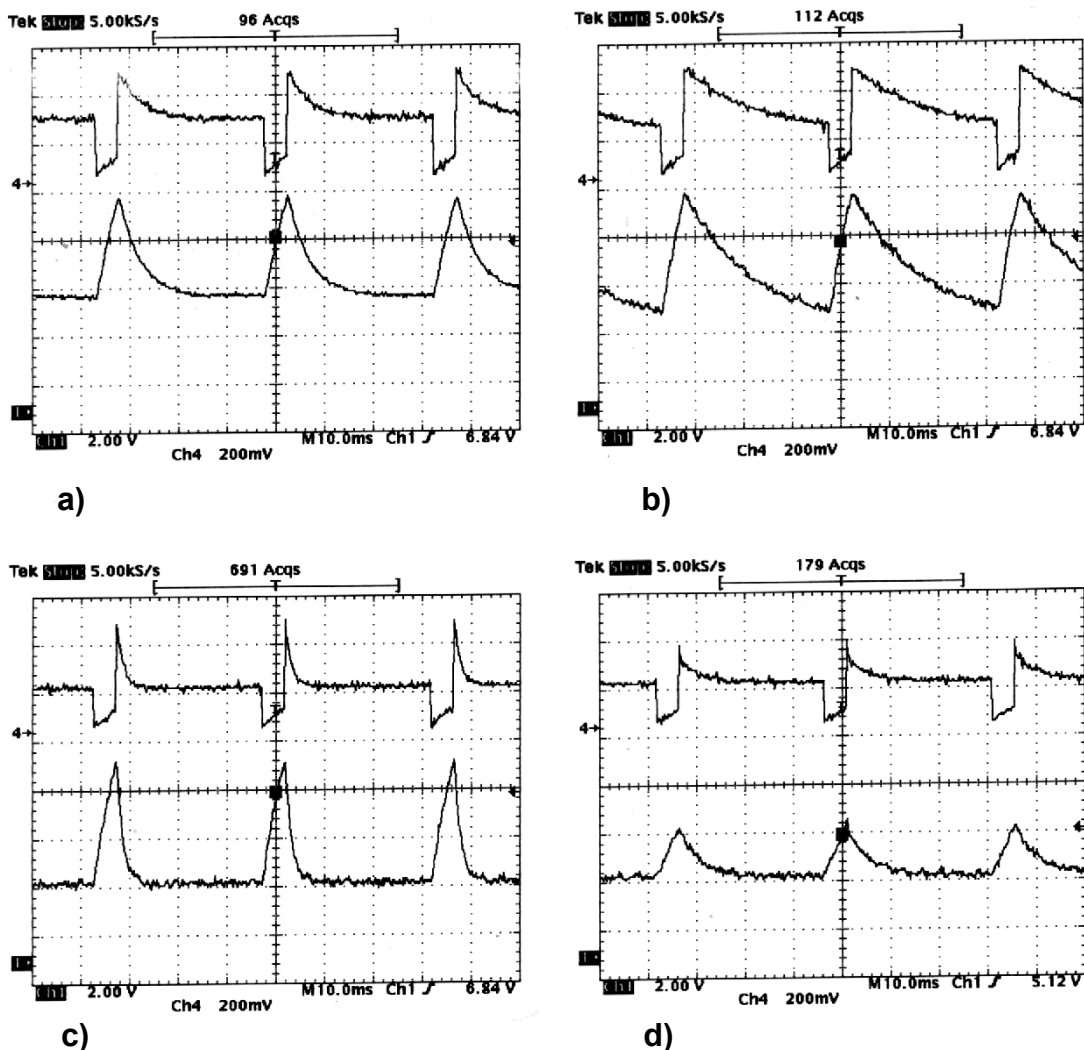 Tek Stop 5.00kS/s 96 Acqs
4→
1→
Ch1 2.00 V M10.0ms Ch1 6.84 V
Ch4 200mV
a)
Tek Stop 5.00kS/s 112 Acqs
4→
1→
Ch1 2.00 V M10.0ms Ch1 6.84 V
Ch4 200mV
b)
Tek Stop 5.00kS/s 691 Acqs
4→
1→
Ch1 2.00 V M10.0ms Ch1 6.84 V
Ch4 200mV
c)
Tek Stop 5.00kS/s 179 Acqs
4→
1→
Ch1 2.00 V M10.0ms Ch1 5.12 V
Ch4 200mV
d)